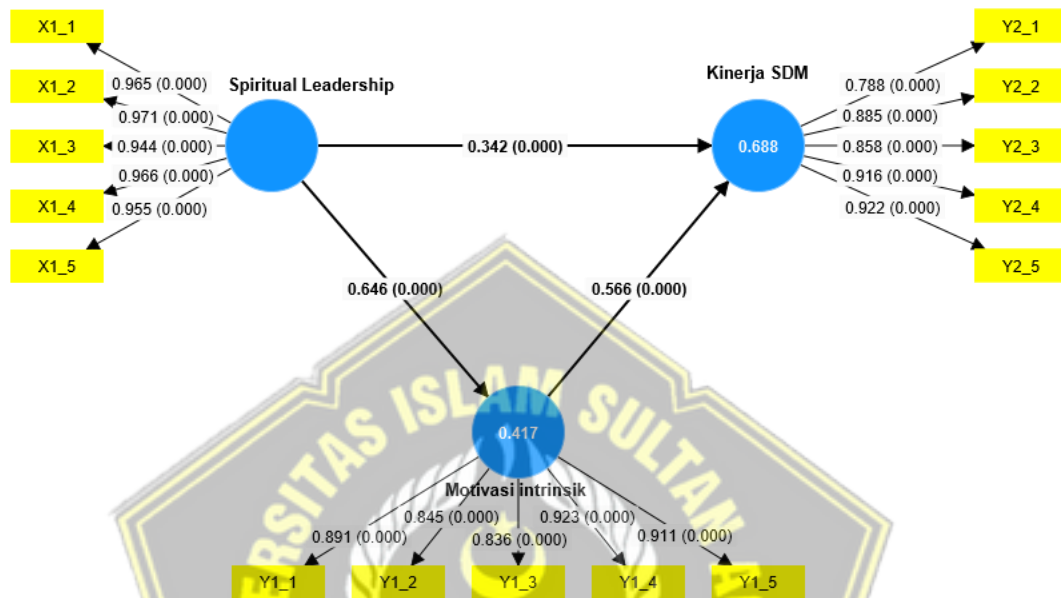 X1_1
X1_2
X1_3
X1_4
X1_5
0.965 (0.000)
0.971 (0.000)
0.944 (0.000)
0.966 (0.000)
0.955 (0.000)
Spiritual Leadership
0.342 (0.000)
0.646 (0.000)
0.566 (0.000)
Kinerja SDM
0.688
0.788 (0.000)
0.885 (0.000)
0.858 (0.000)
0.916 (0.000)
0.922 (0.000)
Y2_1
Y2_2
Y2_3
Y2_4
Y2_5
0.417
Motivasi intrinsik
0.891 (0.000)
0.845 (0.000)
0.836 (0.000)
0.923 (0.000)
0.911 (0.000)
Y1_1
Y1_2
Y1_3
Y1_4
Y1_5
ISLAM SULTAN